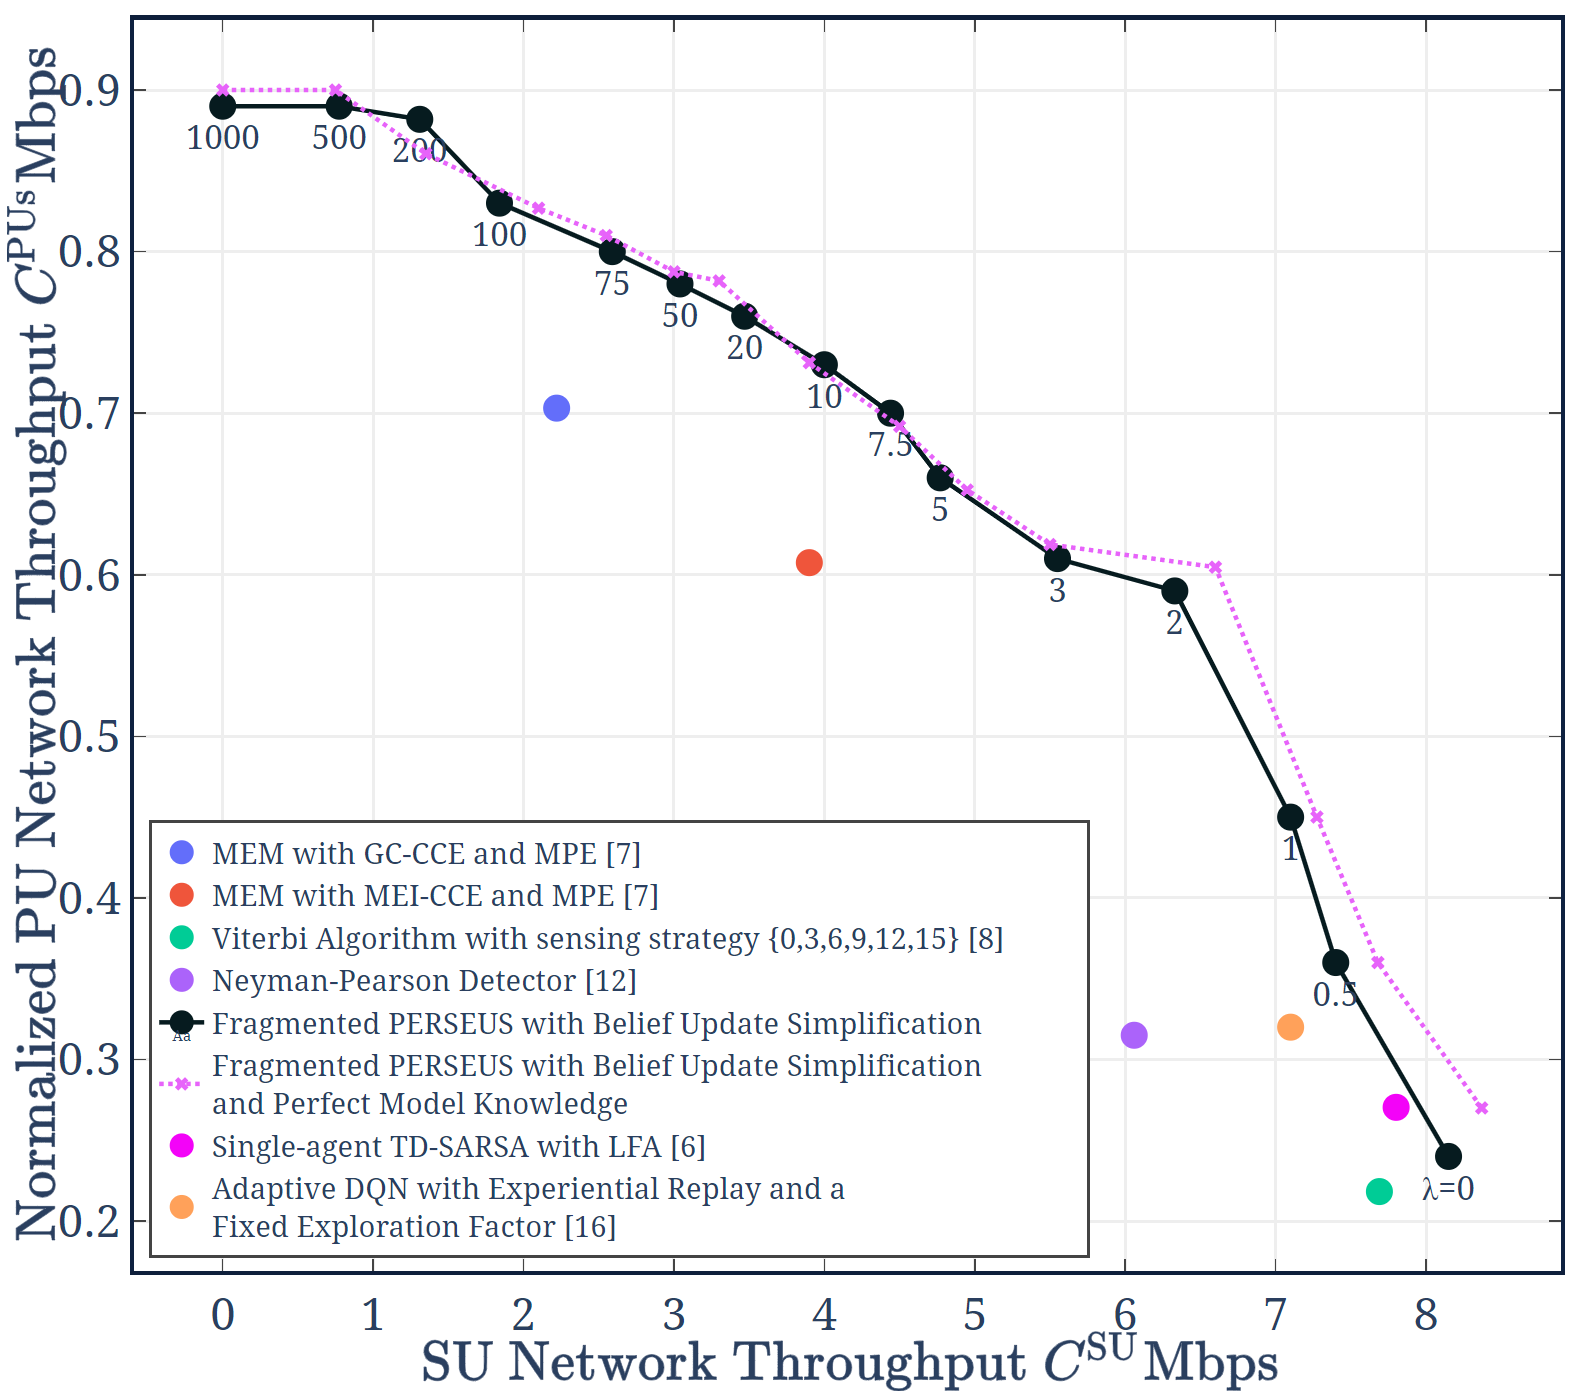 Normalized PU Network Throughput C^PUs Mbps
0.9
0.8
0.7
0.6
0.5
0.4
0.3
0.2
1000
500
200
100
75
50
20
10
7.5
5
3
2
1
0.5
λ=0
MEM with GC-CCE and MPE [7]
MEM with MEI-CCE and MPE [7]
Viterbi Algorithm with sensing strategy {0,3,6,9,12,15} [8]
Neyman-Pearson Detector [12]
Aa
Fragmented PERSEUS with Belief Update Simplification
Fragmented PERSEUS with Belief Update Simplification
and Perfect Model Knowledge
Single-agent TD-SARSA with LFA [6]
Adaptive DQN with Experiential Replay and a
Fixed Exploration Factor [16]
0 1 2 3 4 5 6 7 8
SU Network Throughput C^SU Mbps